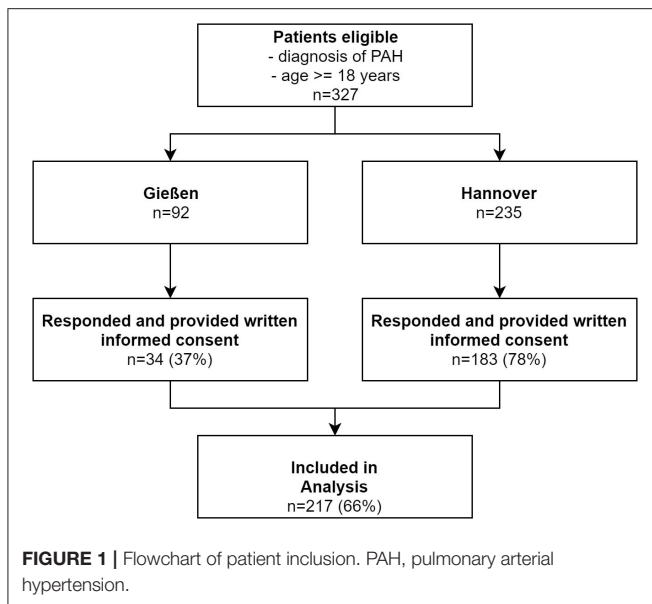 Patients eligible
- diagnosis of PAH
- age >= 18 years
n=327
Gießen
n=92
Hannover
n=235
Responded and provided written
informed consent
n=34 (37%)
Responded and provided written
informed consent
n=183 (78%)
Included in
Analysis
n=217 (66%)
FIGURE 1 | Flowchart of patient inclusion. PAH, pulmonary arterial
hypertension.